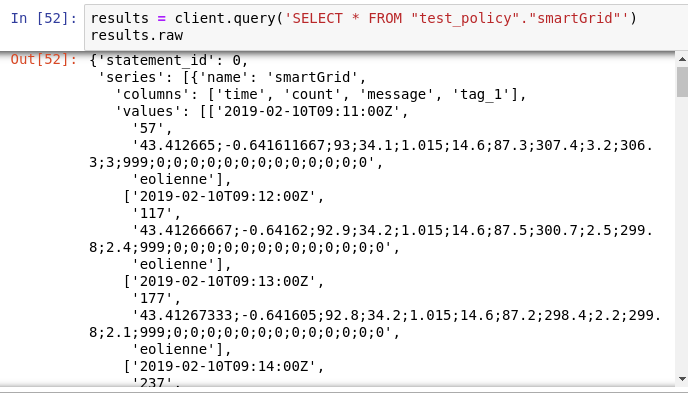 In [52]: results = client.query('SELECT * FROM "test_policy"."smartGrid"')
results.raw
Out[52]: {'statement_id': 0,
'series': [{'name': 'smartGrid',
'columns': ['time', 'count', 'message', 'tag_1'],
'values': [['2019-02-10T09:11:00Z',
'57',
'43.412665;-0.641611667;93;34.1;1.015;14.6;87.3;307.4;3.2;306.
3;3;999;0;0;0;0;0;0;0;0;0;0;0;0',
'eolienne'],
['2019-02-10T09:12:00Z',
'117',
'43.41266667;-0.64162;92.9;34.2;1.015;14.6;87.5;300.7;2.5;299.
8;2.4;999;0;0;0;0;0;0;0;0;0;0;0;0',
'eolienne'],
['2019-02-10T09:13:00Z',
'177',
'43.41267333;-0.641605;92.8;34.2;1.015;14.6;87.2;298.4;2.2;299.
8;2.1;999;0;0;0;0;0;0;0;0;0;0;0;0',
'eolienne'],
['2019-02-10T09:14:00Z',
'237',